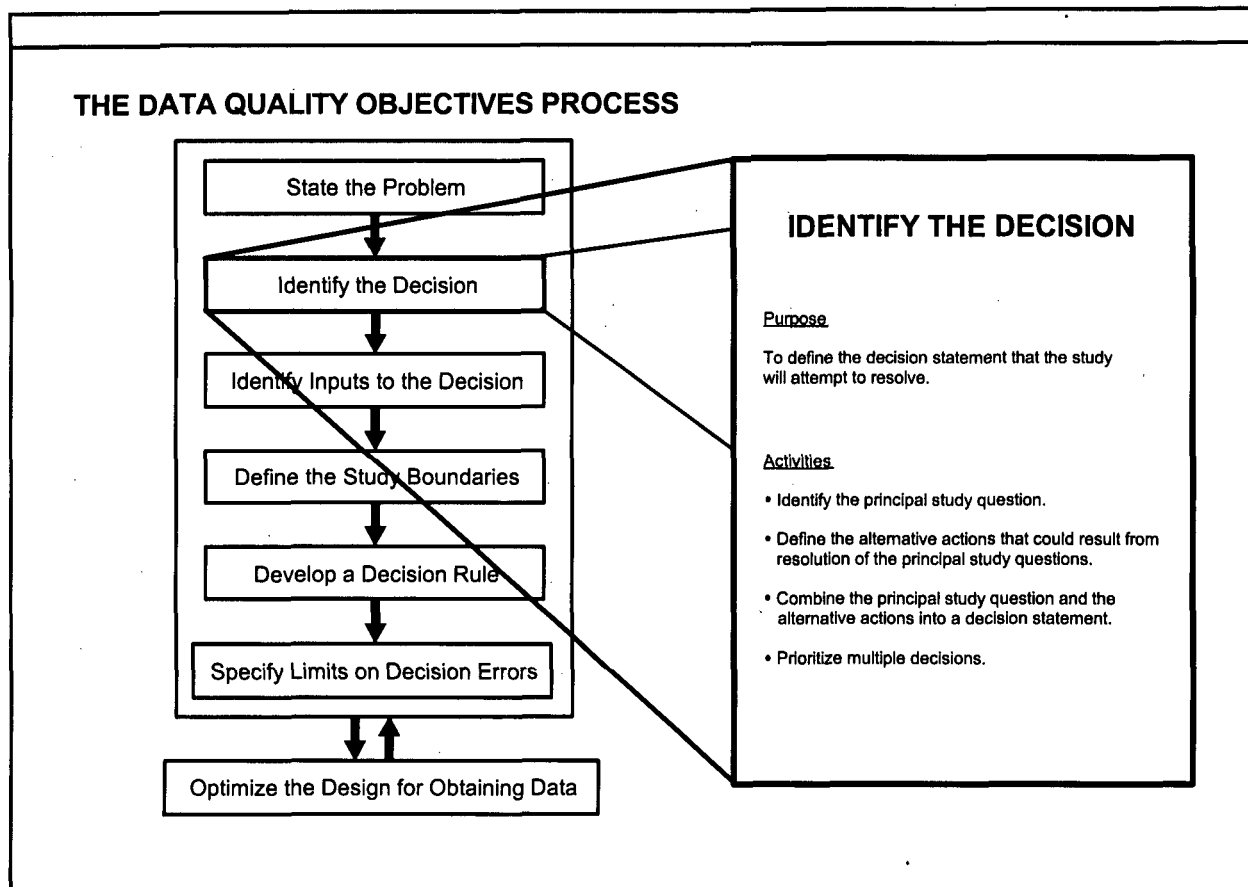 THE DATA QUALITY OBJECTIVES PROCESS
State the Problem
Identify the Decision
Identify Inputs to the Decision
Define the Study Boundaries
Develop a Decision Rule
Specify Limits on Decision Errors
Optimize the Design for Obtaining Data
IDENTIFY THE DECISION
Purpose
To define the decision statement that the study
will attempt to resolve.
Activities
• Identify the principal study question.
• Define the alternative actions that could result from
resolution of the principal study questions.
• Combine the principal study question and the
alternative actions into a decision statement.
• Prioritize multiple decisions.